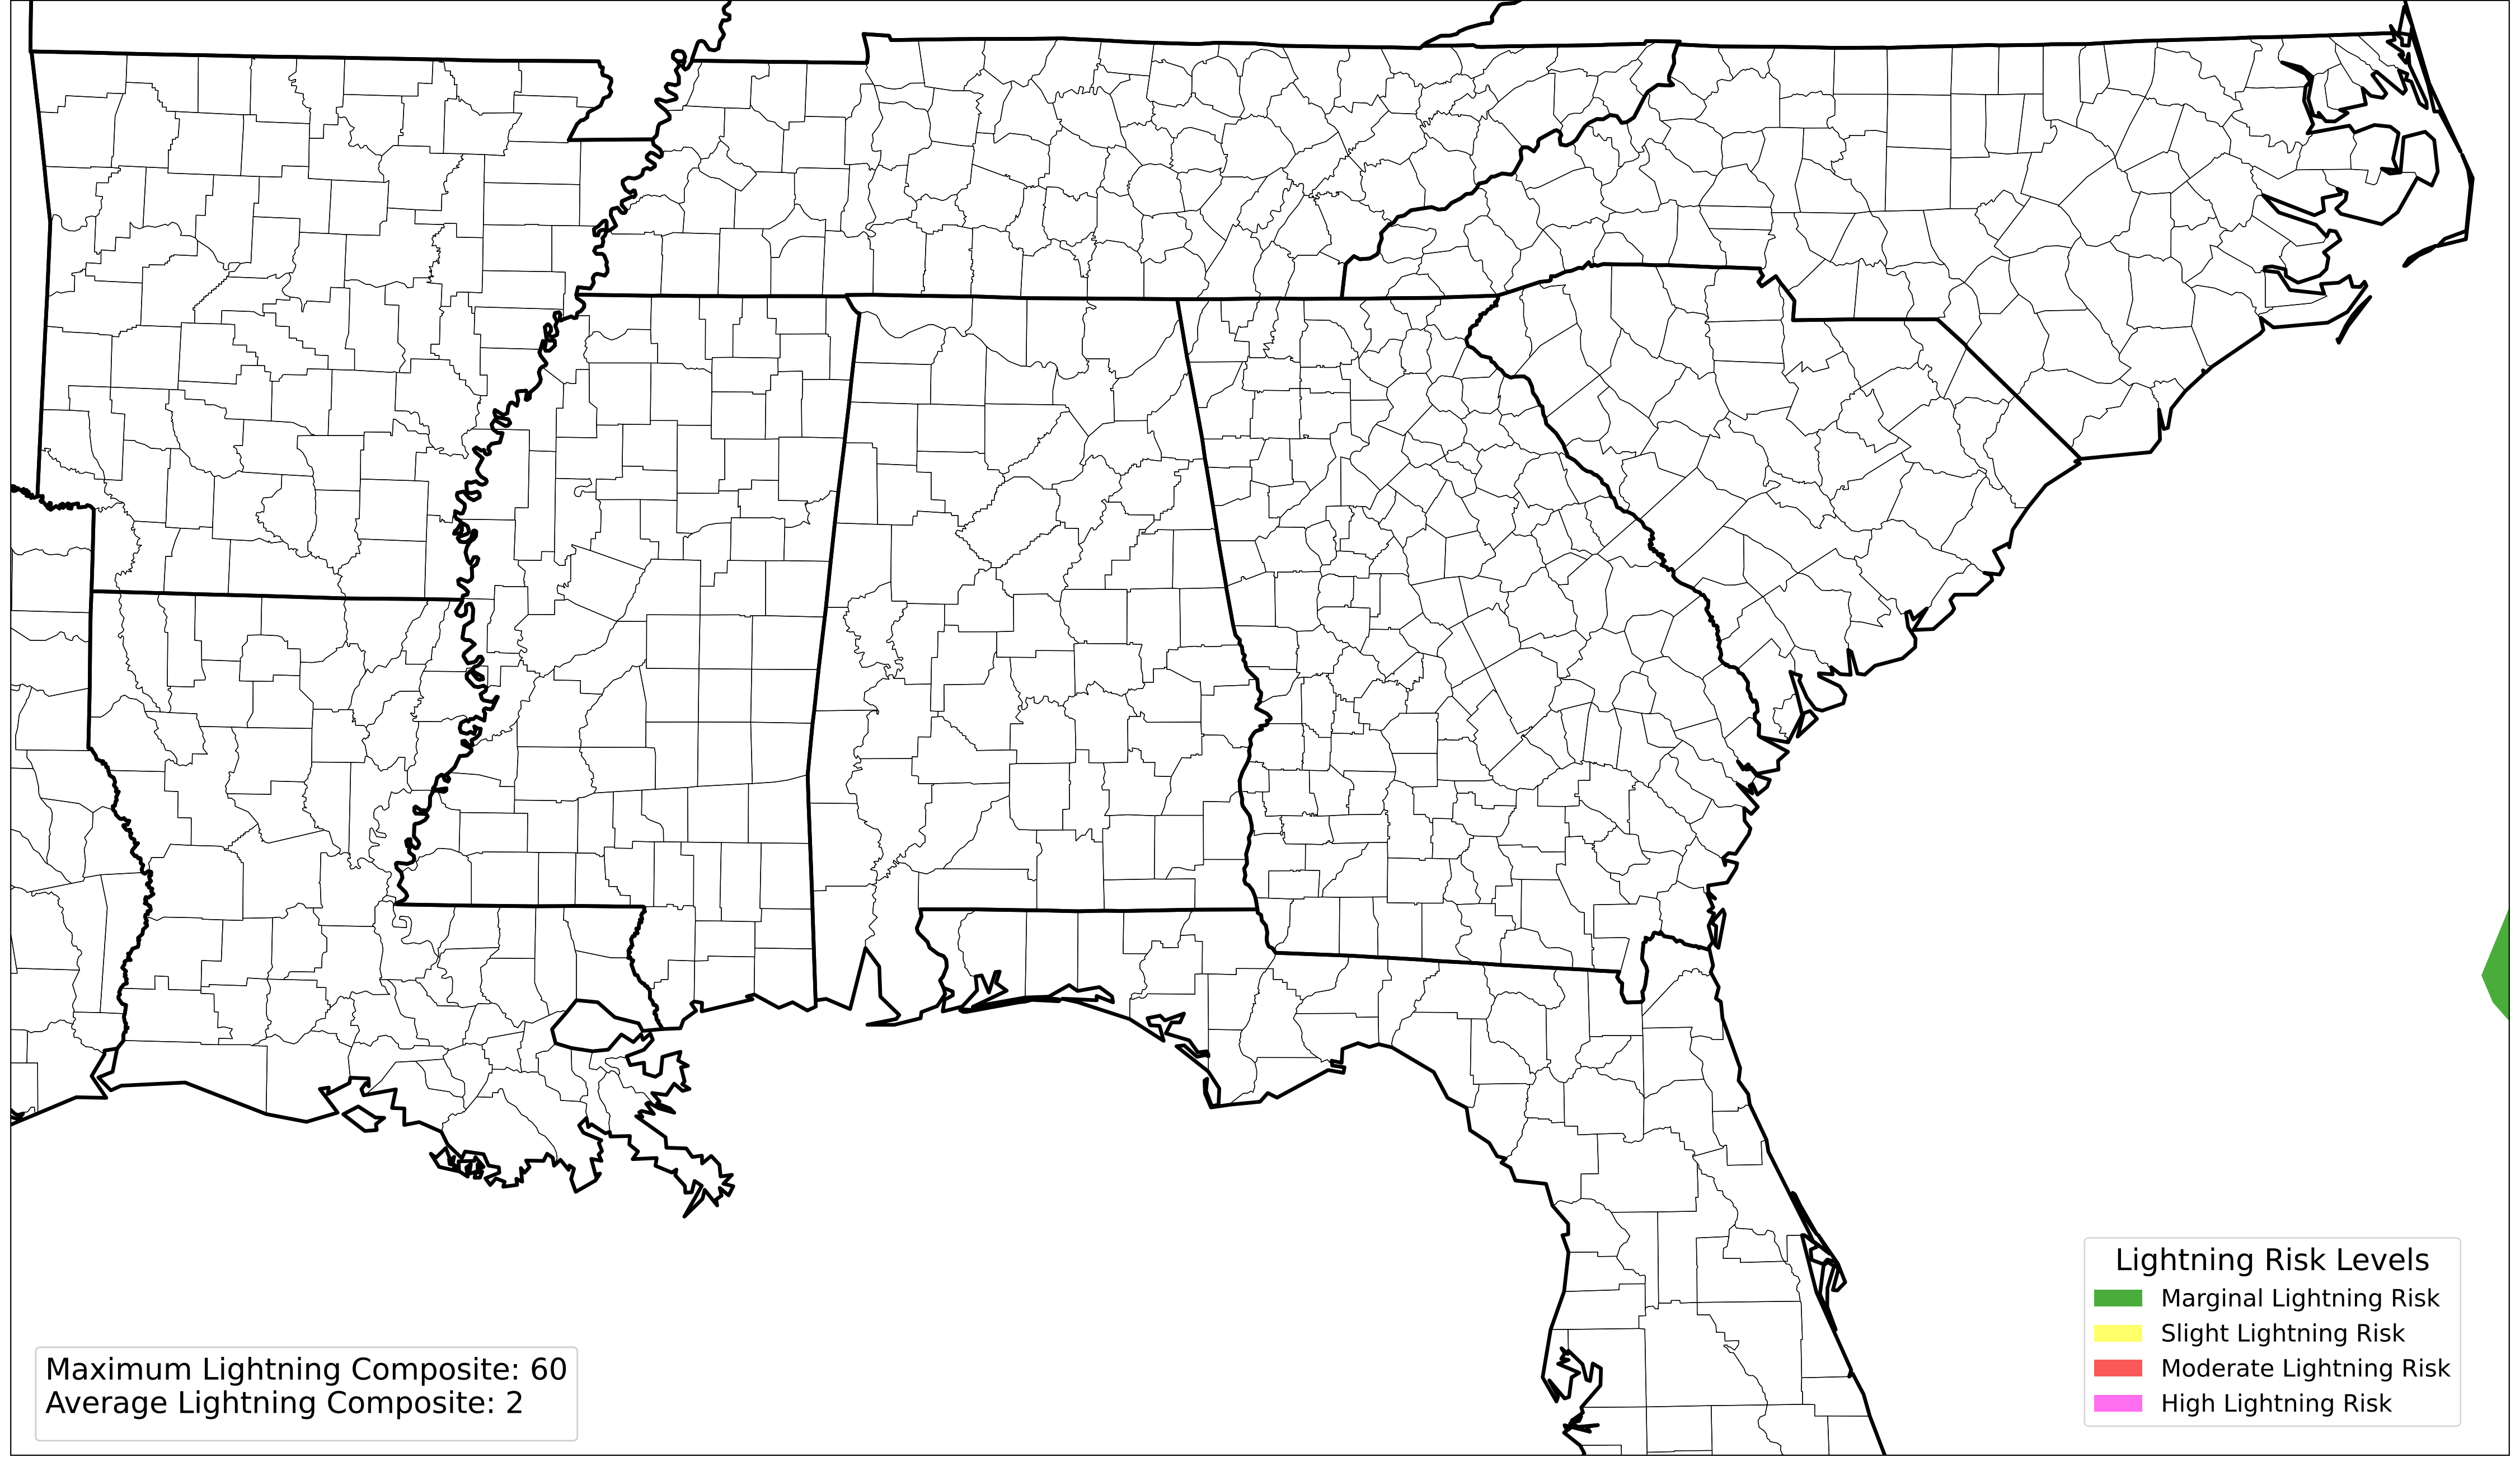 Maximum Lightning Composite: 60
Average Lightning Composite: 2
Lightning Risk Levels
Marginal Lightning Risk
Slight Lightning Risk
Moderate Lightning Risk
High Lightning Risk